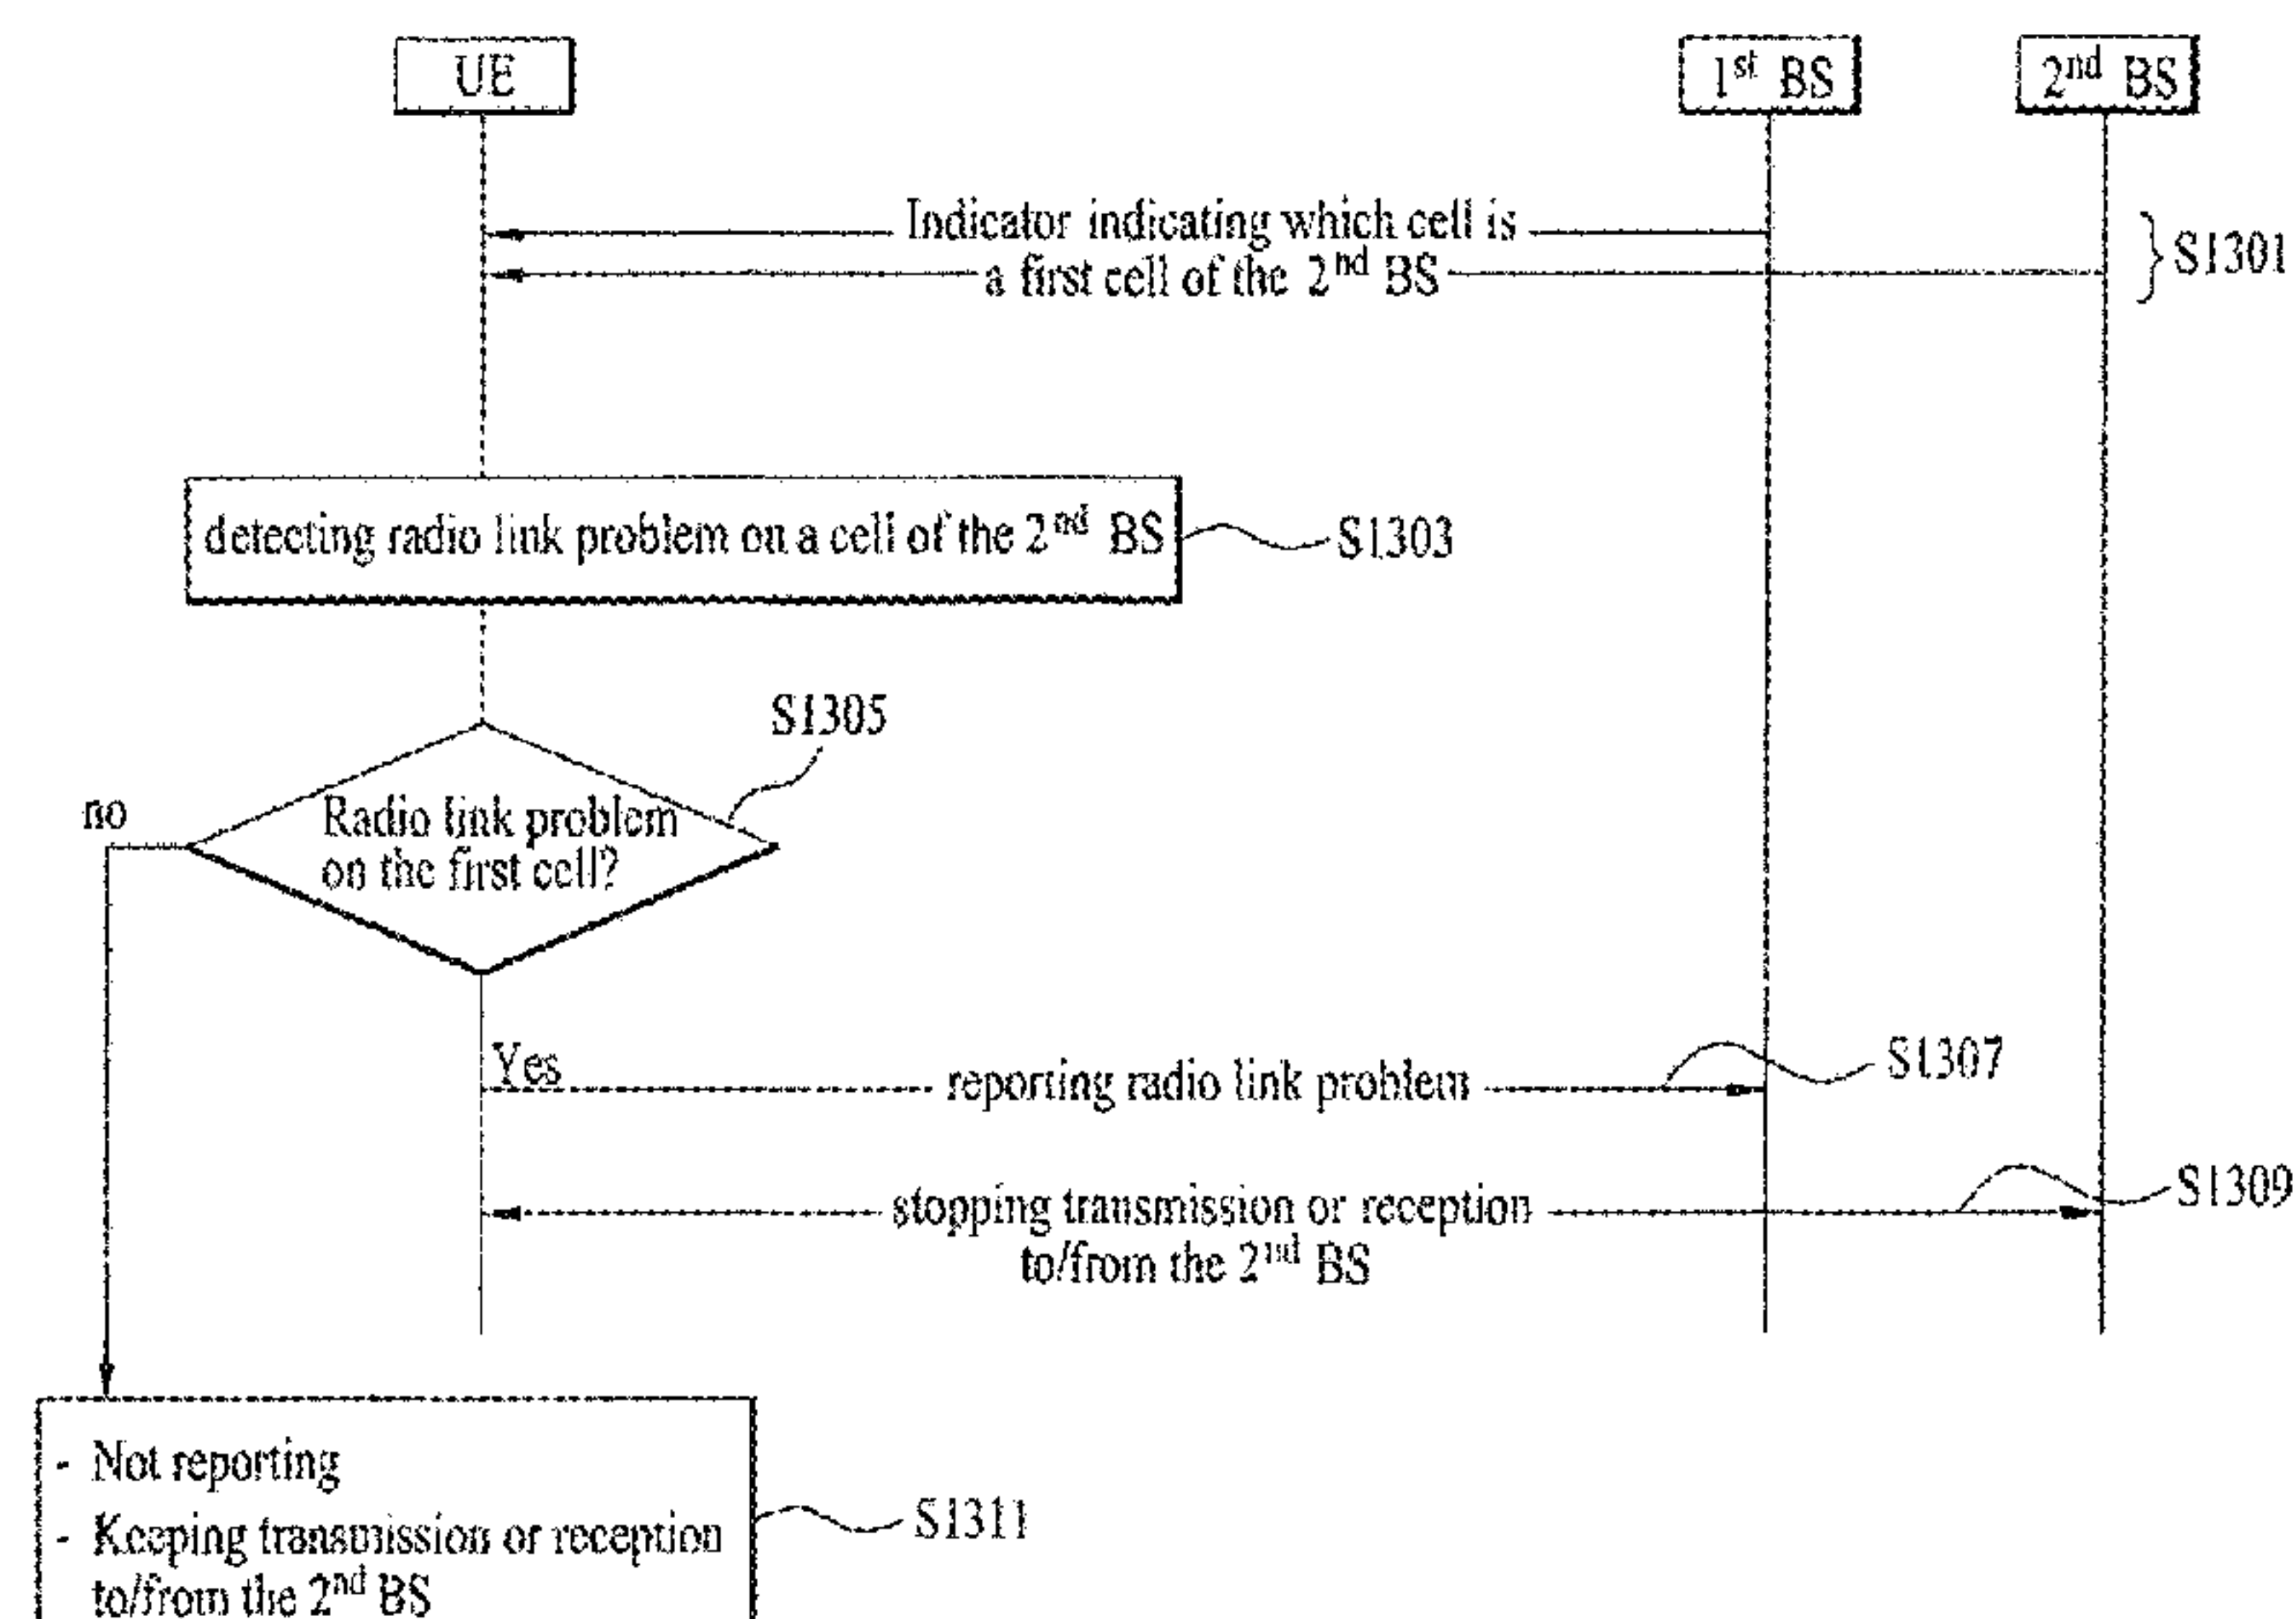 UE
1st BS
2nd BS
Indicator indicating which cell is
a first cell of the 2nd BS
S1301
detecting radio link problem on a cell of the 2nd BS
S1303
S1305
no
Radio link problem
on the first cell?
Yes
reporting radio link problem
S1307
stopping transmission or reception
to/from the 2nd BS
S1309
- Not reporting
- Keeping transmission or reception
to/from the 2nd BS
S1311